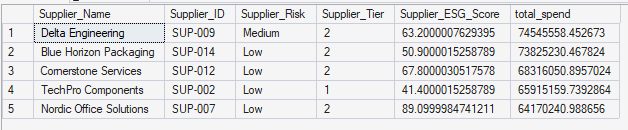 Supplier_Name Supplier_ID Supplier_Risk Supplier_Tier Supplier_ESG_Score total_spend
1 Delta Engineering SUP-009 Medium 2 63.2000007629395 74545558.452673
2 Blue Horizon Packaging SUP-014 Low 2 50.9000015258789 73825230.467824
3 Cornerstone Services SUP-012 Low 2 67.8000030517578 68316050.8957024
4 TechPro Components SUP-002 Low 1 41.4000015258789 65915159.7392864
5 Nordic Office Solutions SUP-007 Low 2 89.0999984741211 64170240.988656